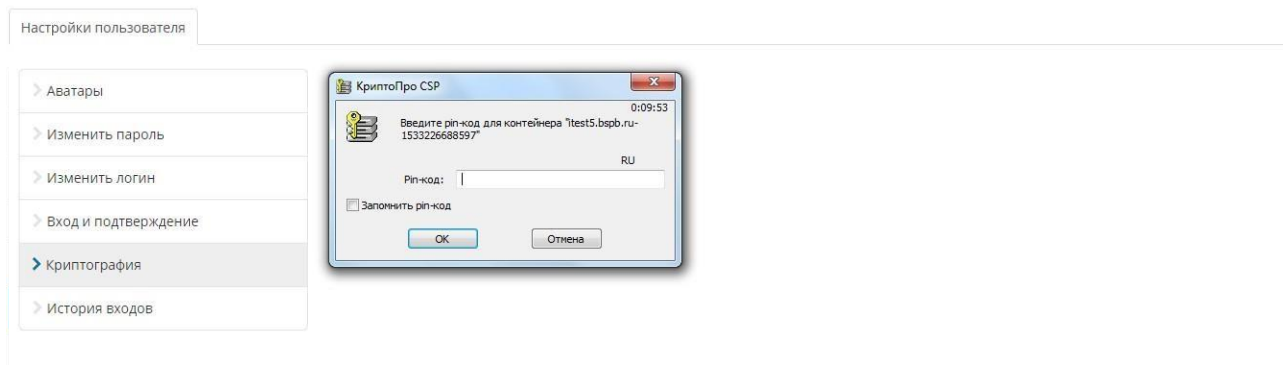 Настройки пользователя
Аватары
Изменить пароль
Изменить логин
Вход и подтверждение
Криптография
История входов
КриптоПро CSP
0:09:53
Введите pin-код для контейнера "itest5.bspb.ru-
1533226688597"
RU
Pin-код:
Запомнить pin-код
ОК
Отмена